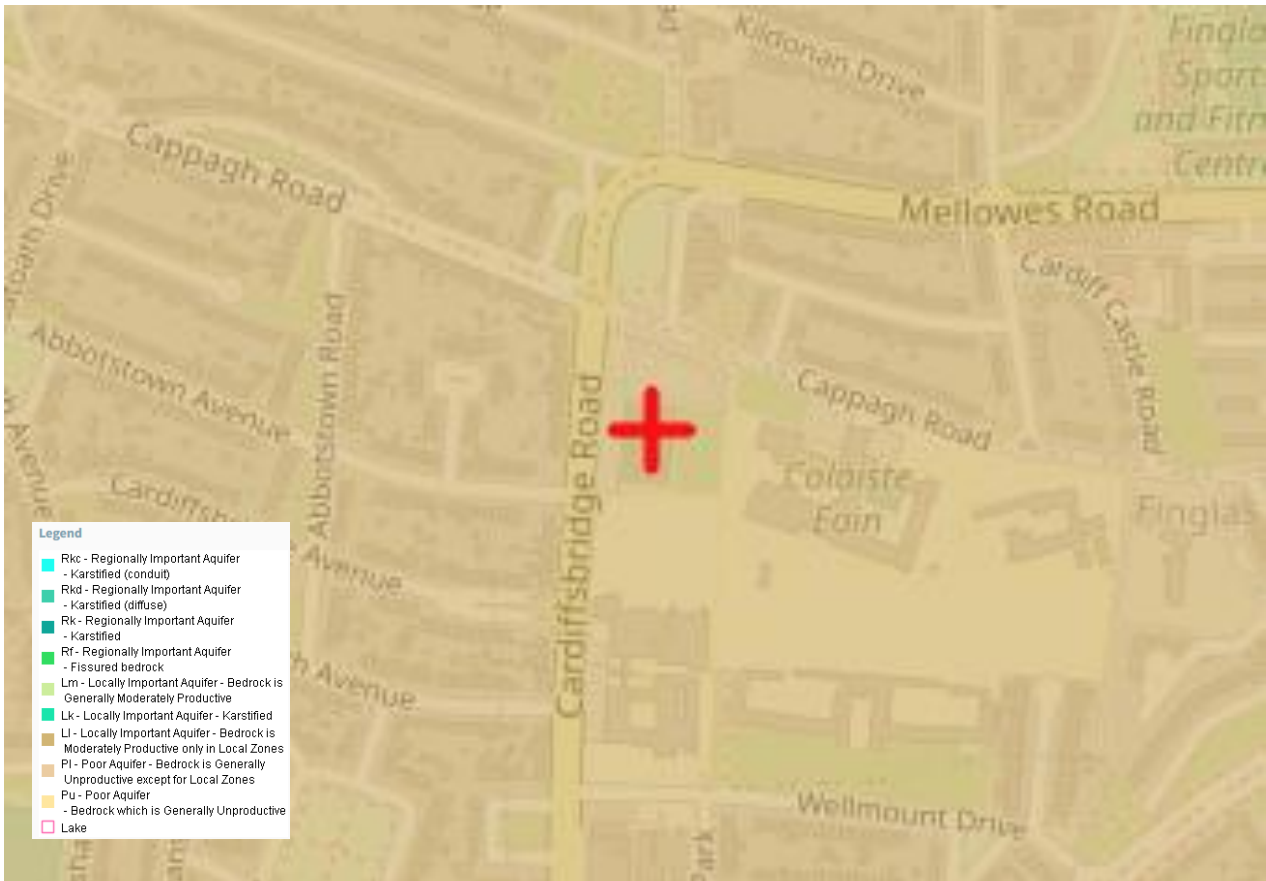 Kildonan Drive
Sport
and Fitn
Centre
Cappagh Road
Mellowes Road
Cardiff Castle Road
Abbotstown Avenue
Abbotstown Road
Cappagh Road
Cardiffsbridge Road
Colaiste
Eoin
Finglas
Avenue
Avenue
Wellmount Drive
Park
Legend
Rkc - Regionally Important Aquifer
- Karstified (conduit)
Rkd - Regionally Important Aquifer
- Karstified (diffuse)
Rk - Regionally Important Aquifer
- Karstified
Rf - Regionally Important Aquifer
- Fissured bedrock
Lm - Locally Important Aquifer - Bedrock is
Generally Moderately Productive
Lk - Locally Important Aquifer - Karstified
Ll - Locally Important Aquifer - Bedrock is
Moderately Productive only in Local Zones
Pl - Poor Aquifer - Bedrock is Generally
Unproductive except for Local Zones
Pu - Poor Aquifer
- Bedrock which is Generally Unproductive
Lake